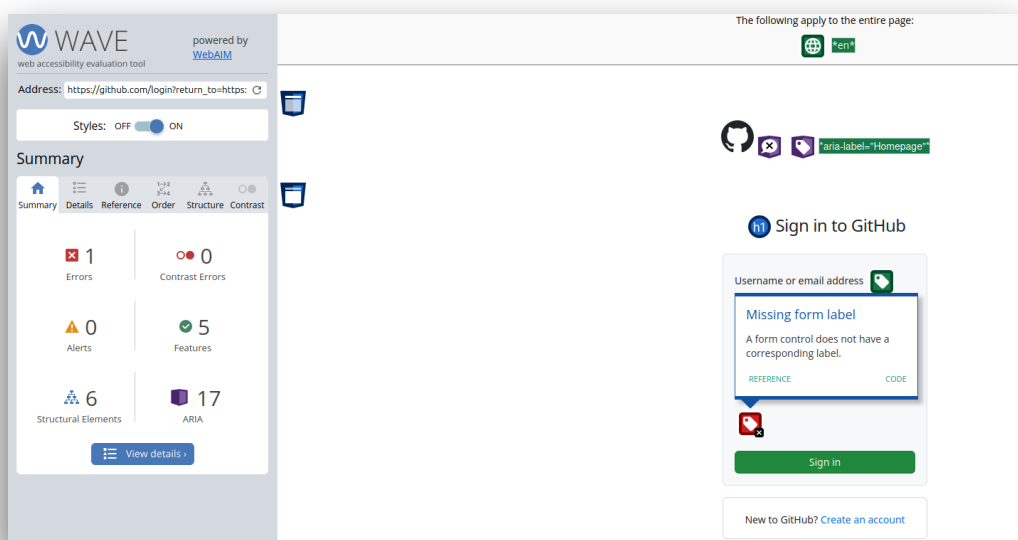 WAVE
web accessibility evaluation tool
powered by
WebAIM
Address: https://github.com/login?return_to=https:
Styles: OFF ON
Summary
Summary Details Reference Order Structure Contrast
1
Errors
0
Contrast Errors
0
Alerts
5
Features
6
Structural Elements
17
ARIA
View details ›
The following apply to the entire page:
*en*
*aria-label="Homepage"*
h1 Sign in to GitHub
Username or email address
Missing form label
A form control does not have a
corresponding label.
REFERENCE CODE
Sign in
New to GitHub? Create an account